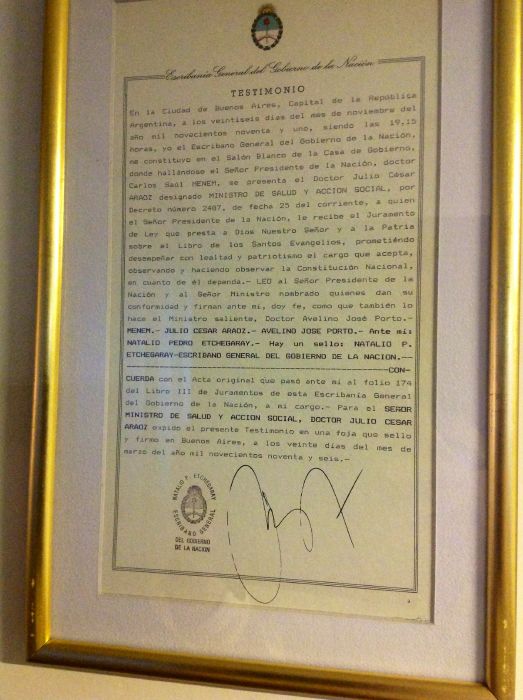 Escribanía General del Gobierno de la Nación
TESTIMONIO
En la Ciudad de Buenos Aires, Capital de la República
Argentina, a los veintiseis días del mes de noviembre del
año mil novecientos noventa y uno, siendo las 19,15
horas, yo el Escribano General del Gobierno de la Nación,
me constituyo en el Salón Blanco de la Casa de Gobierno,
donde hallándose el Señor Presidente de la Nación, doctor
Carlos Saúl MENEM, se presenta el Doctor Julio César
ARAOZ designado MINISTRO DE SALUD Y ACCION SOCIAL, por
Decreto número 2487, de fecha 25 del corriente, a quien
el Señor Presidente de la Nación, le recibe el Juramento
de Ley que presta a Dios Nuestro Señor y a la Patria
sobre el Libro de los Santos Evangelios, prometiéndo
desempeñar con lealtad y patriotismo el cargo que acepta,
observando y haciendo observar la Constitución Nacional,
en cuanto de él dependa.- LEO al Señor Presidente de la
Nación y al Señor Ministro nombrado quienes dan su
conformidad y firman ante mí, doy fe, como que también lo
hace el Ministro saliente, Doctor Avelino José Porto.-
MENEM.- JULIO CESAR ARAOZ.- AVELINO JOSE PORTO.- Ante mí:
NATALIO PEDRO ETCHEGARAY.- Hay un sello: NATALIO P.
ETCHEGARAY-ESCRIBANO GENERAL DEL GOBIERNO DE LA NACION.---
---CON-
CUERDA con el Acta original que pasó ante mí al folio 174
del Libro III de Juramentos de esta Escribanía General
del Gobierno de la Nación, a mi cargo.- Para el SEÑOR
MINISTRO DE SALUD Y ACCION SOCIAL, DOCTOR JULIO CESAR
ARAOZ expido el presente Testimonio en una foja que sello
y firmo en Buenos Aires, a los veinte días del mes de
marzo del año mil novecientos noventa y seis.-
NATALIO P. ETCHEGARAY
ESCRIBANO GENERAL
DEL GOBIERNO
DE LA NACION